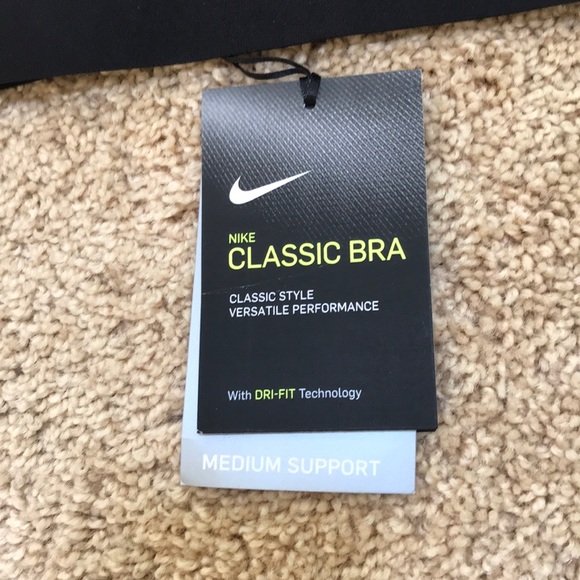 NIKE
CLASSIC BRA
CLASSIC STYLE
VERSATILE PERFORMANCE
With DRI-FIT Technology
MEDIUM SUPPORT